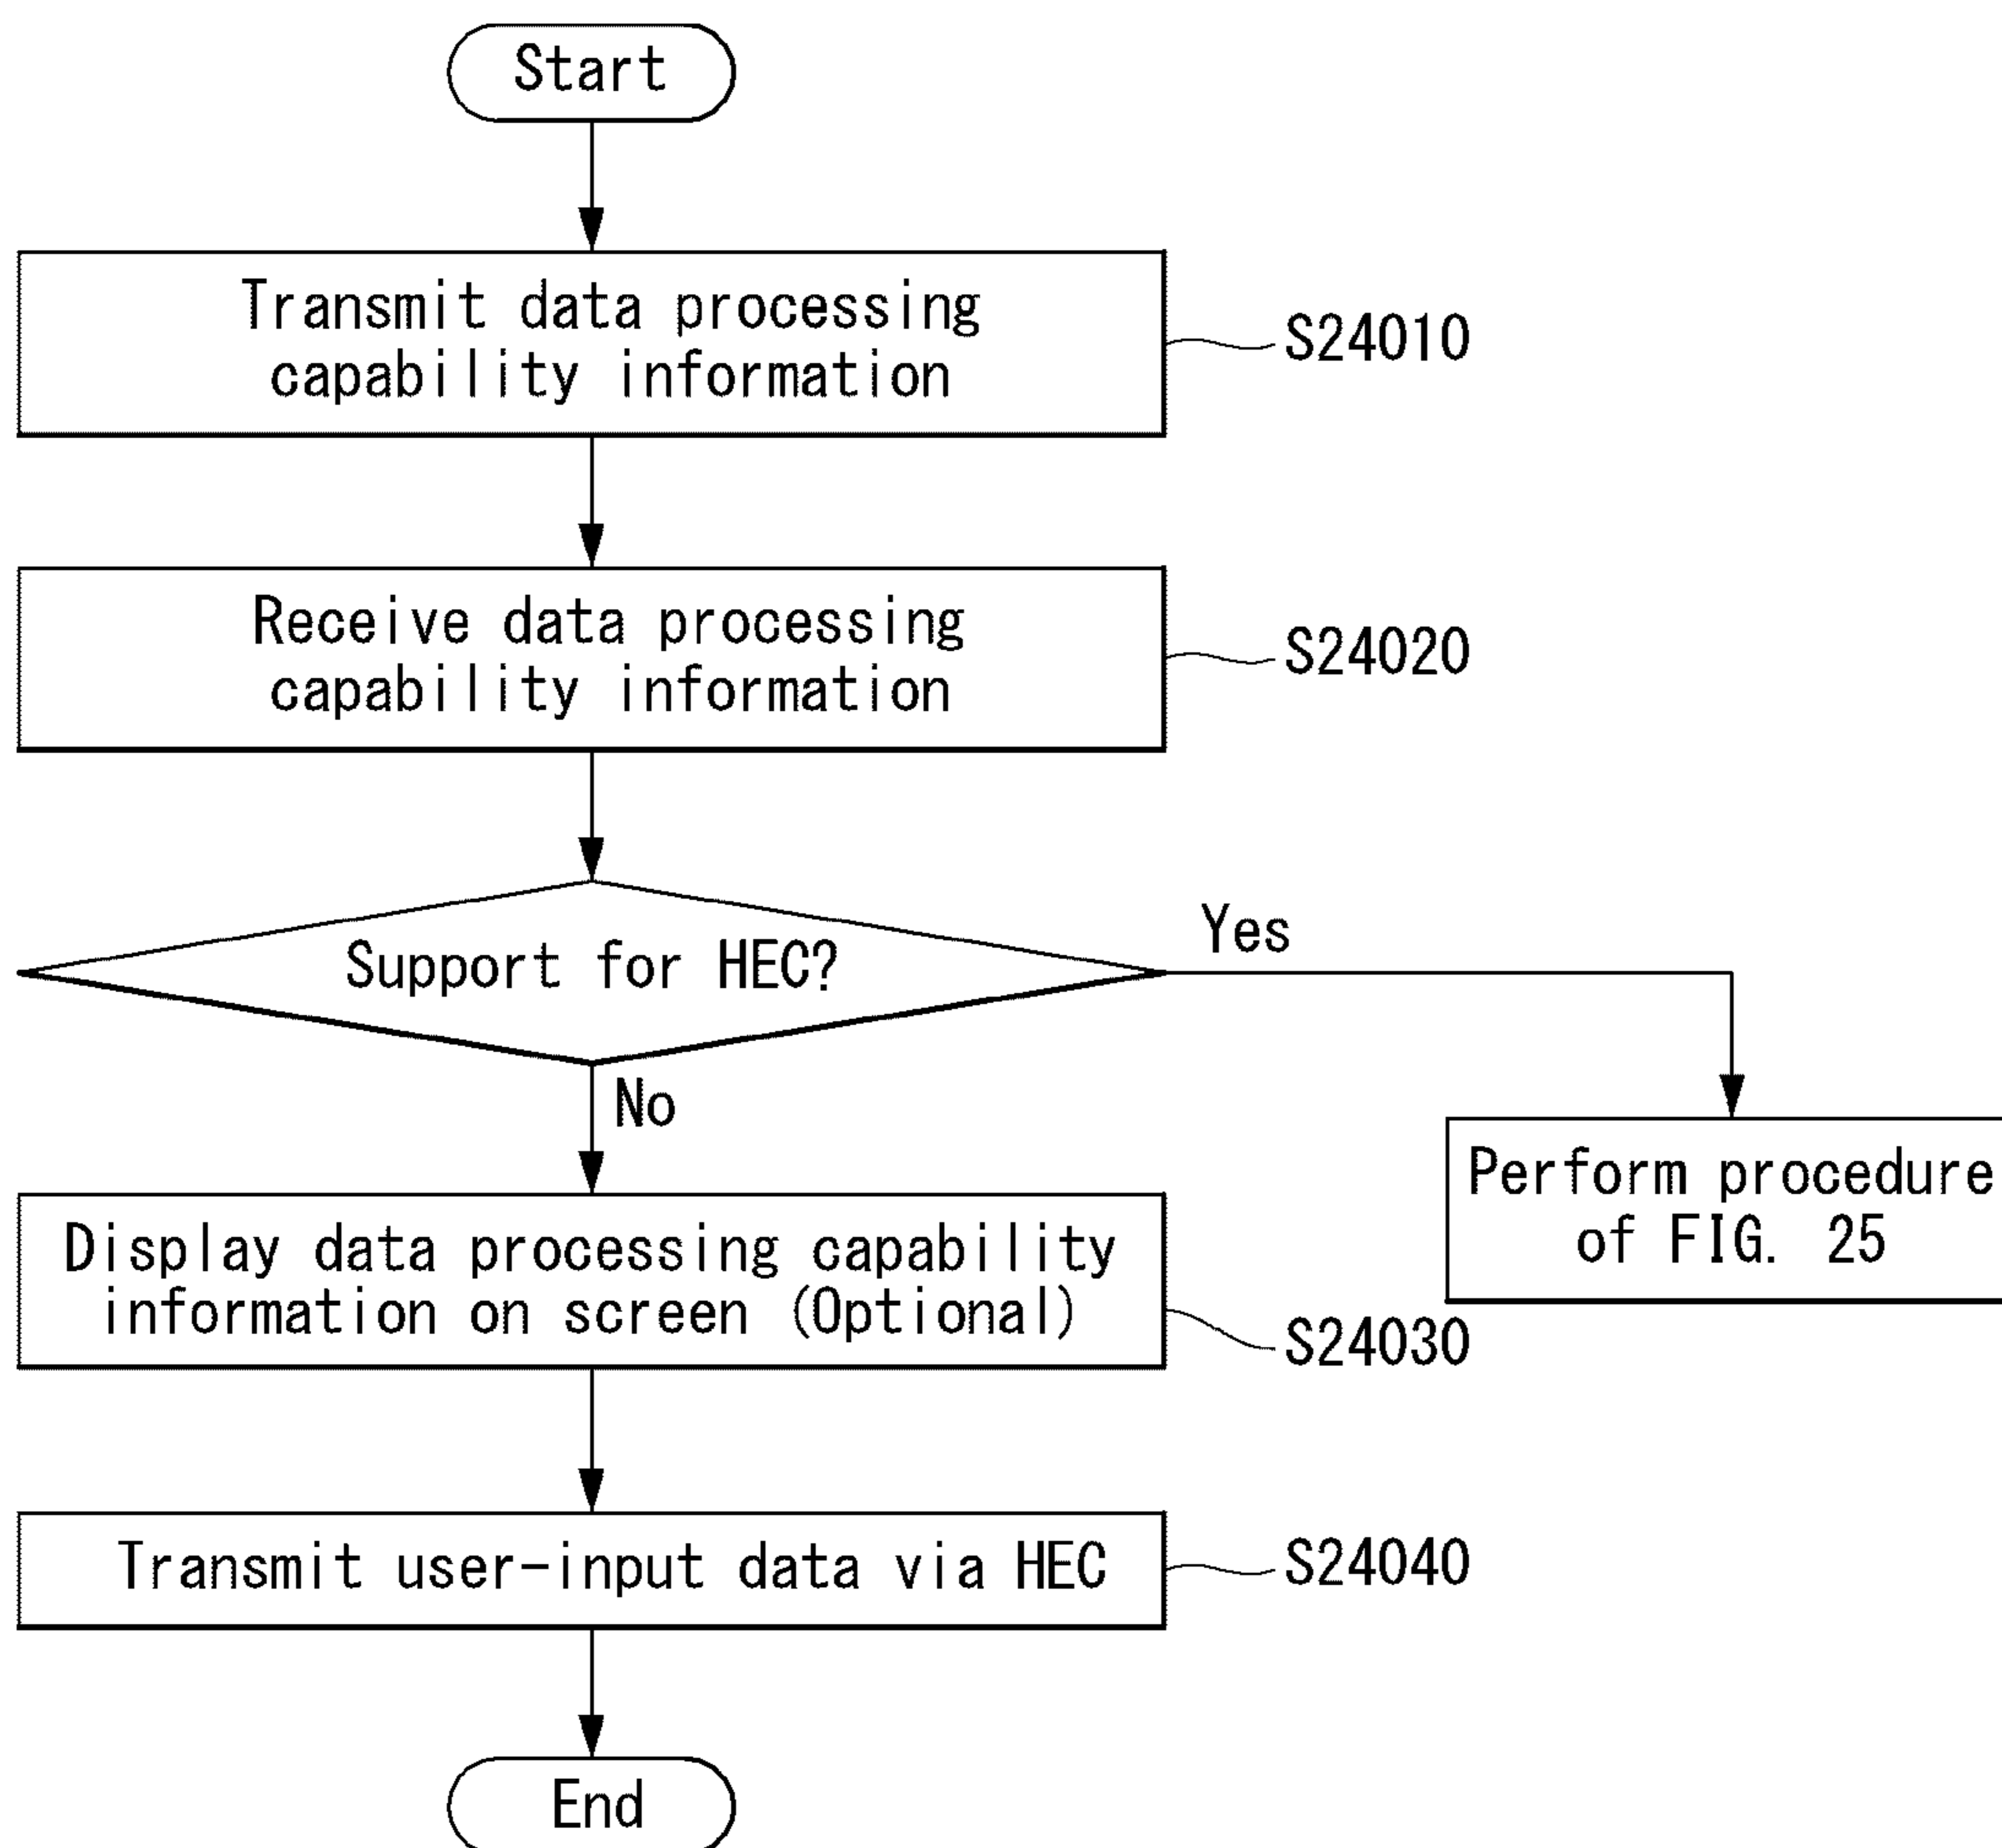 Start
Transmit data processing
capability information
S24010
Receive data processing
capability information
S24020
Support for HEC?
Yes
No
Perform procedure
of FIG. 25
Display data processing capability
information on screen (Optional)
S24030
Transmit user-input data via HEC
S24040
End